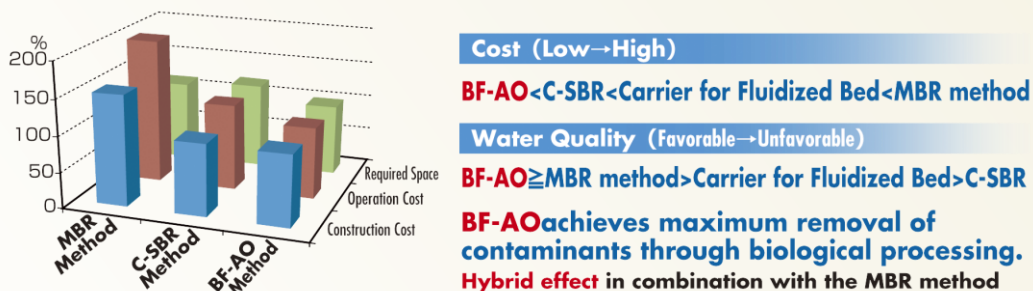 %
200
150
100
50
0
MBR
Method
C-SBR
Method
BF-AO
Method
Required Space
Operation Cost
Construction Cost
Cost (Low→High)
BF-AO<C-SBR<Carrier for Fluidized Bed<MBR method
Water Quality (Favorable→Unfavorable)
BF-AO≧MBR method>Carrier for Fluidized Bed>C-SBR
BF-AOachieves maximum removal of
contaminants through biological processing.
Hybrid effect in combination with the MBR method